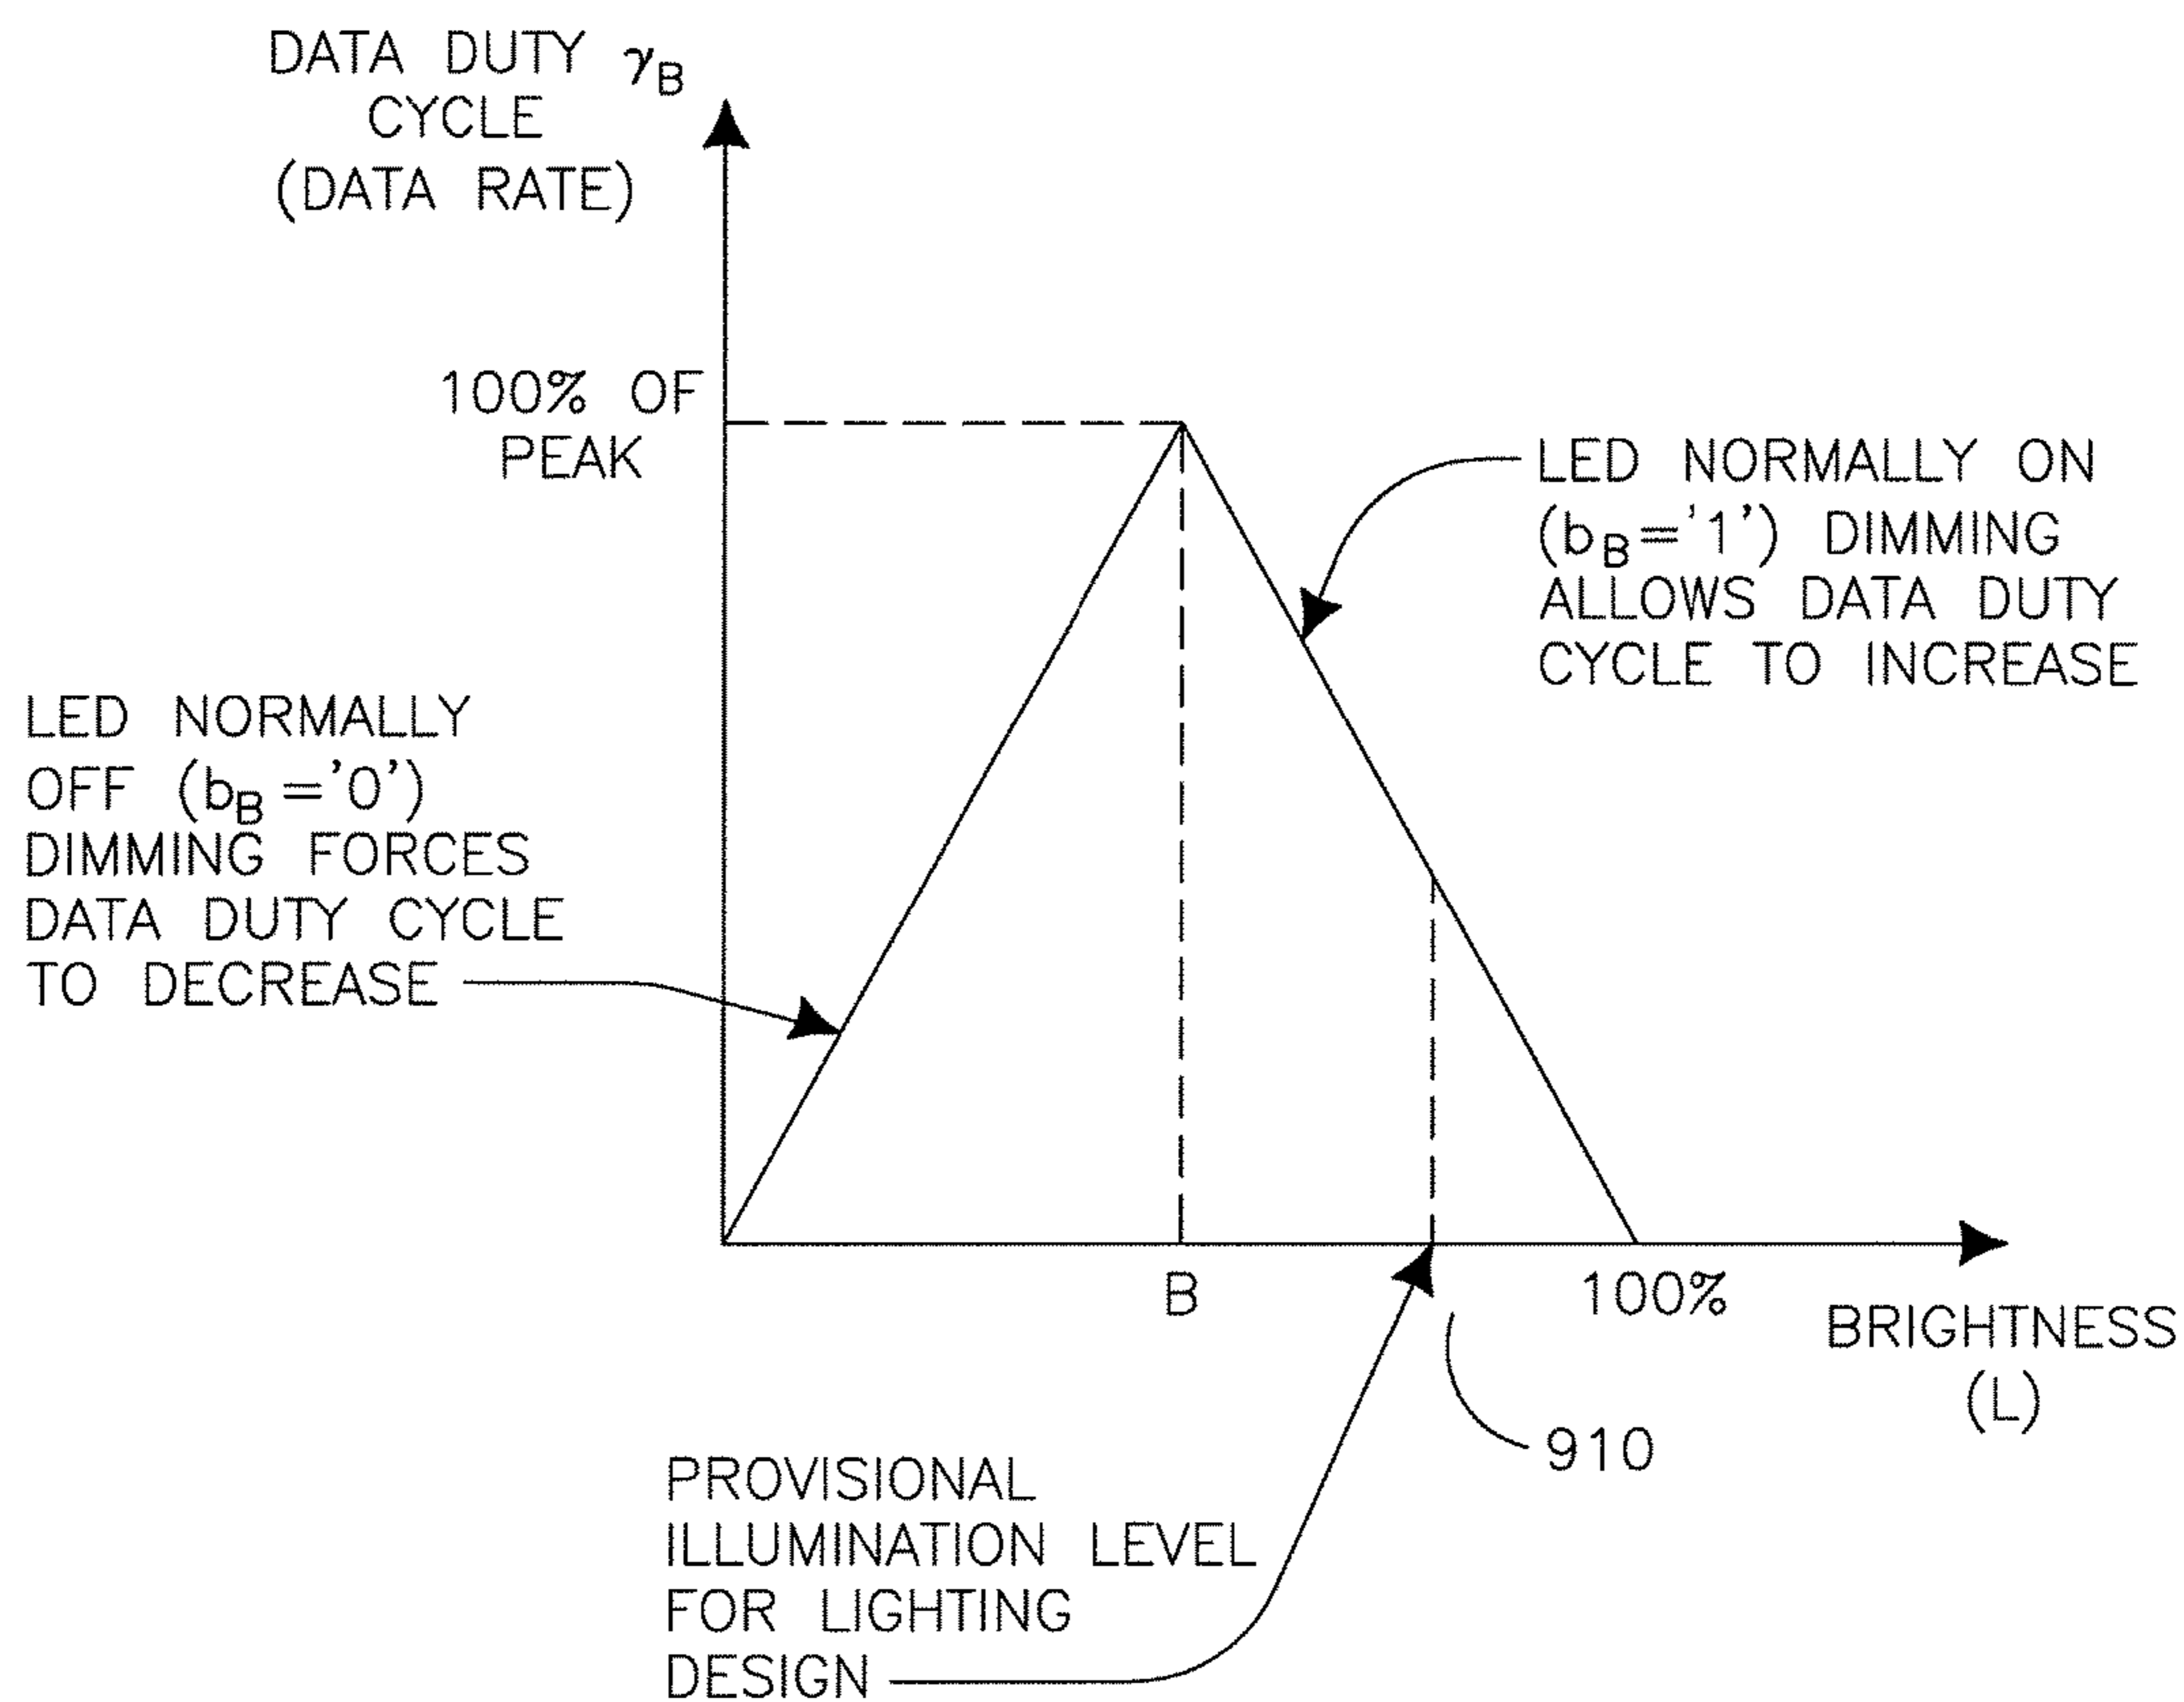 DATA DUTY γB
CYCLE
(DATA RATE)
100% OF
PEAK
LED NORMALLY ON
(bB='1') DIMMING
ALLOWS DATA DUTY
CYCLE TO INCREASE
LED NORMALLY
OFF (bB='0')
DIMMING FORCES
DATA DUTY CYCLE
TO DECREASE
B
100%
BRIGHTNESS
(L)
910
PROVISIONAL
ILLUMINATION LEVEL
FOR LIGHTING
DESIGN